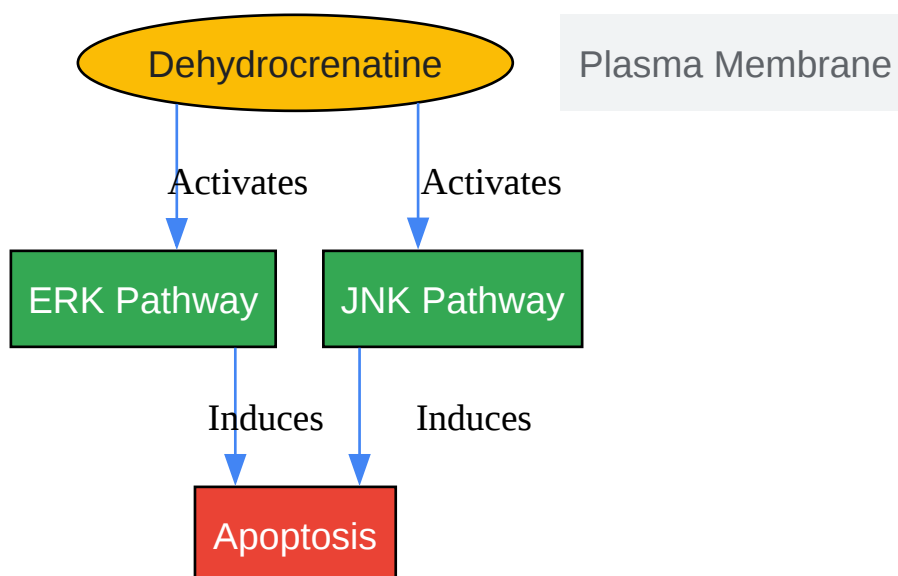 Dehydrocrenatine
Plasma Membrane
Activates
Activates
ERK Pathway
JNK Pathway
Induces
Induces
Apoptosis